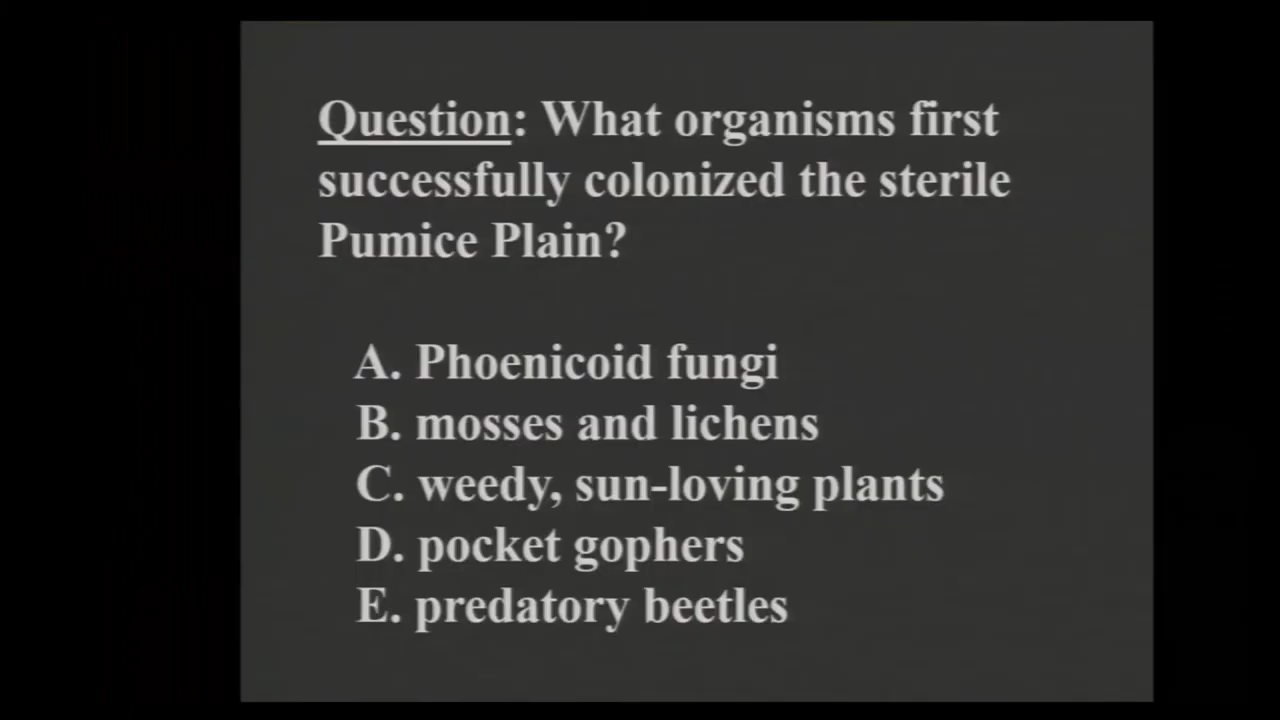 Question: What organisms first
successfully colonized the sterile
Pumice Plain?
A. Phoenicoid fungi
B. mosses and lichens
C. weedy, sun-loving plants
D. pocket gophers
E. predatory beetles